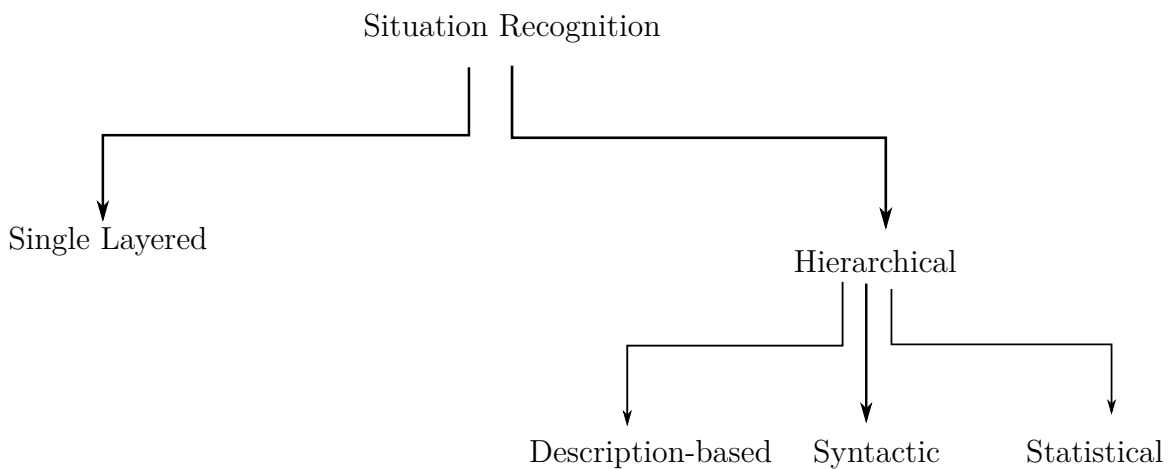 Situation Recognition
Single Layered
Hierarchical
Description-based
Syntactic
Statistical